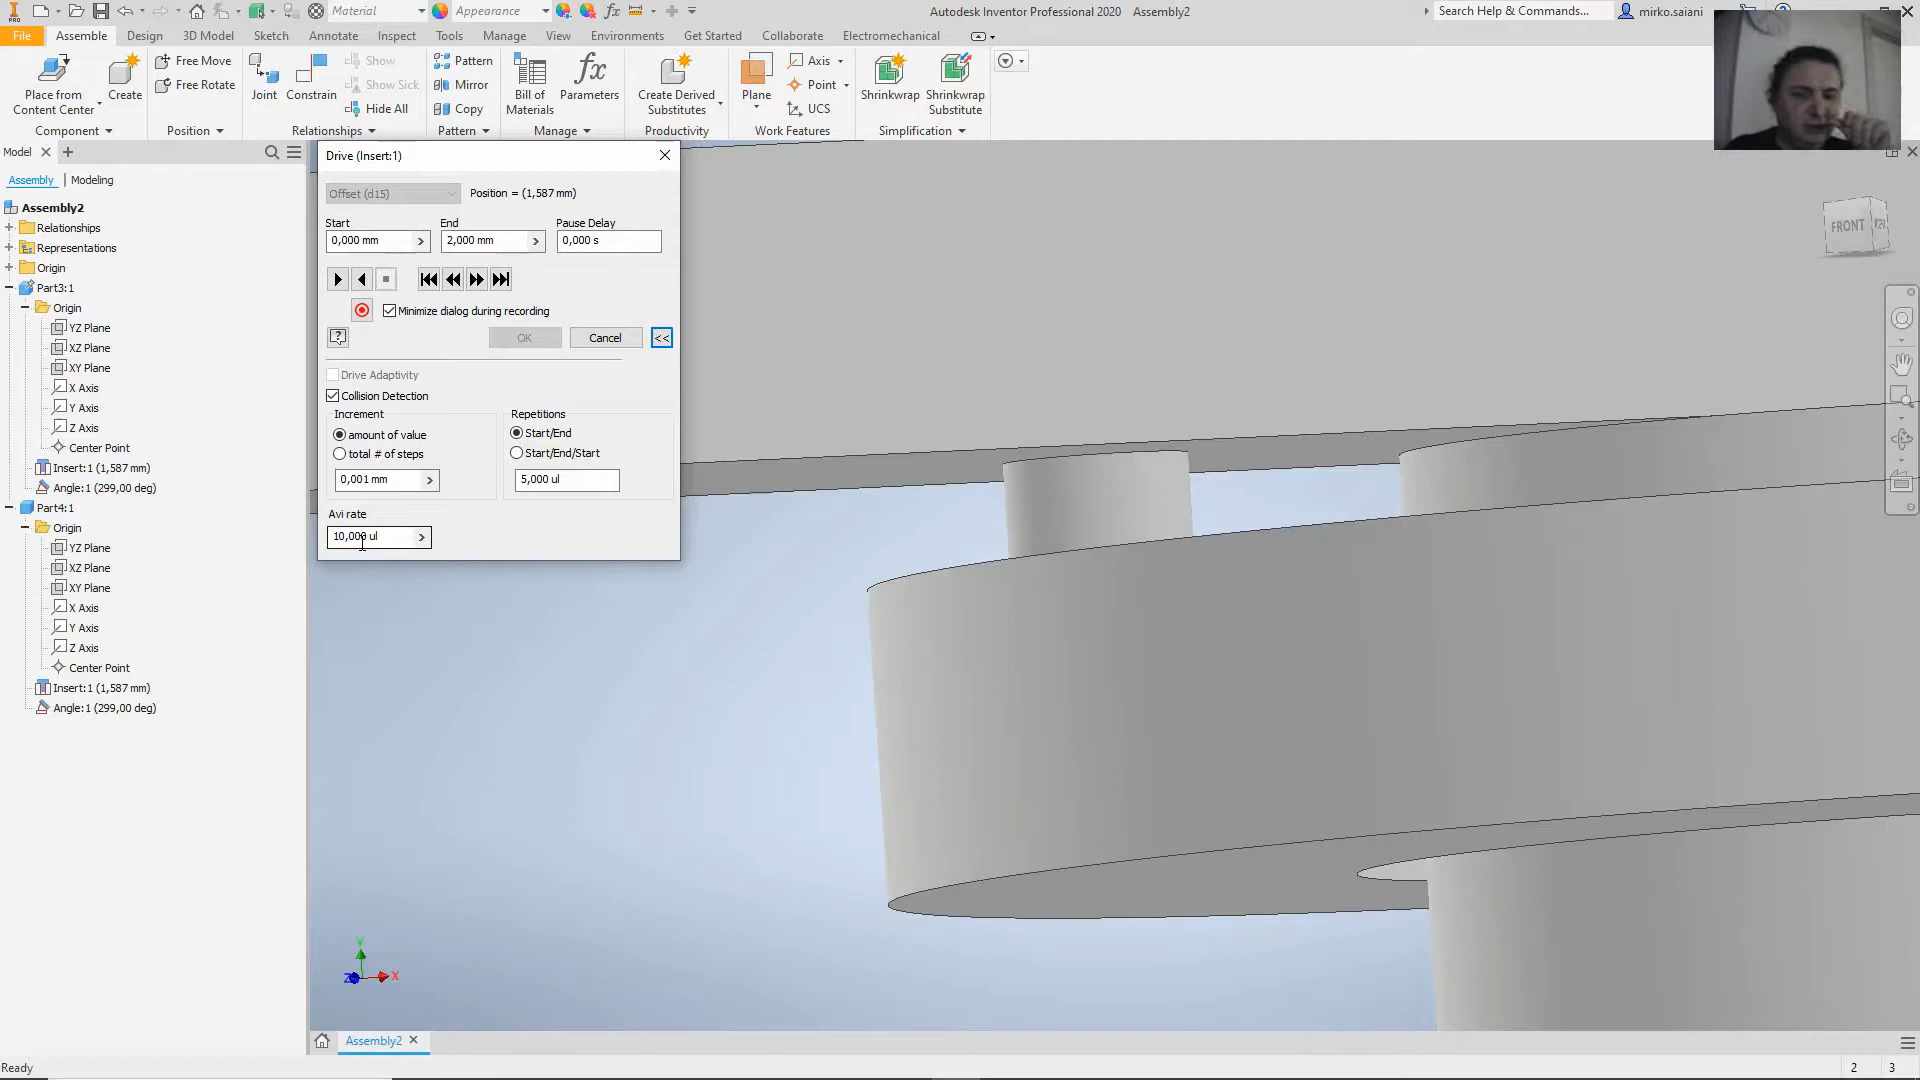 Material
Appearance
Autodesk Inventor Professional 2020 Assembly2
Search Help & Commands...
mirko.saiani
File
Assemble
Design
3D Model
Sketch
Annotate
Inspect
Tools
Manage
View
Environments
Get Started
Collaborate
Electromechanical
Place from
Content Center
Create
Free Move
Free Rotate
Joint
Constrain
Show
Show Sick
Hide All
Pattern
Mirror
Copy
Bill of
Materials
Parameters
Create Derived
Substitutes
Plane
Axis
Point
UCS
Shrinkwrap
Shrinkwrap
Substitute
Component
Position
Relationships
Pattern
Manage
Productivity
Work Features
Simplification
Model
Assembly
Modeling
Assembly2
Relationships
Representations
Origin
Part3:1
Origin
YZ Plane
XZ Plane
XY Plane
X Axis
Y Axis
Z Axis
Center Point
Insert:1 (1,587 mm)
Angle:1 (299,00 deg)
Part4:1
Origin
YZ Plane
XZ Plane
XY Plane
X Axis
Y Axis
Z Axis
Center Point
Insert:1 (1,587 mm)
Angle:1 (299,00 deg)
Drive (Insert:1)
Offset (d15)
Position = (1,587 mm)
Start
End
Pause Delay
0,000 mm
2,000 mm
0,000 s
Minimize dialog during recording
OK
Cancel
<<
Drive Adaptivity
Collision Detection
Increment
amount of value
total # of steps
0,001 mm
Repetitions
Start/End
Start/End/Start
5,000 ul
Avi rate
10,000 ul
FRONT
Y
Z
X
Assembly2
Ready
2
3